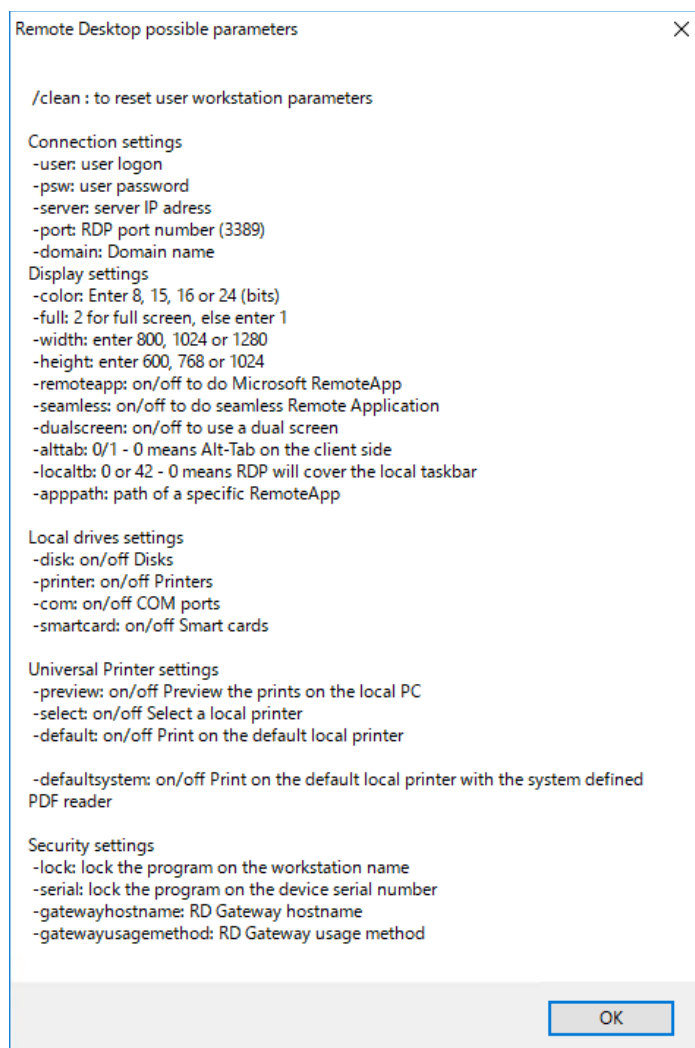 Remote Desktop possible parameters
/clean : to reset user workstation parameters
Connection settings
-user: user logon
-psw: user password
-server: server IP adress
-port: RDP port number (3389)
-domain: Domain name
Display settings
-color: Enter 8, 15, 16 or 24 (bits)
-full: 2 for full screen, else enter 1
-width: enter 800, 1024 or 1280
-height: enter 600, 768 or 1024
-remoteapp: on/off to do Microsoft RemoteApp
-seamless: on/off to do seamless Remote Application
-dualscreen: on/off to use a dual screen
-alttab: 0/1 - 0 means Alt-Tab on the client side
-localtb: 0 or 42 - 0 means RDP will cover the local taskbar
-apppath: path of a specific RemoteApp
Local drives settings
-disk: on/off Disks
-printer: on/off Printers
-com: on/off COM ports
-smartcard: on/off Smart cards
Universal Printer settings
-preview: on/off Preview the prints on the local PC
-select: on/off Select a local printer
-default: on/off Print on the default local printer
-defaultsystem: on/off Print on the default local printer with the system defined
PDF reader
Security settings
-lock: lock the program on the workstation name
-serial: lock the program on the device serial number
-gatewayhostname: RD Gateway hostname
-gatewayusagemethod: RD Gateway usage method
OK